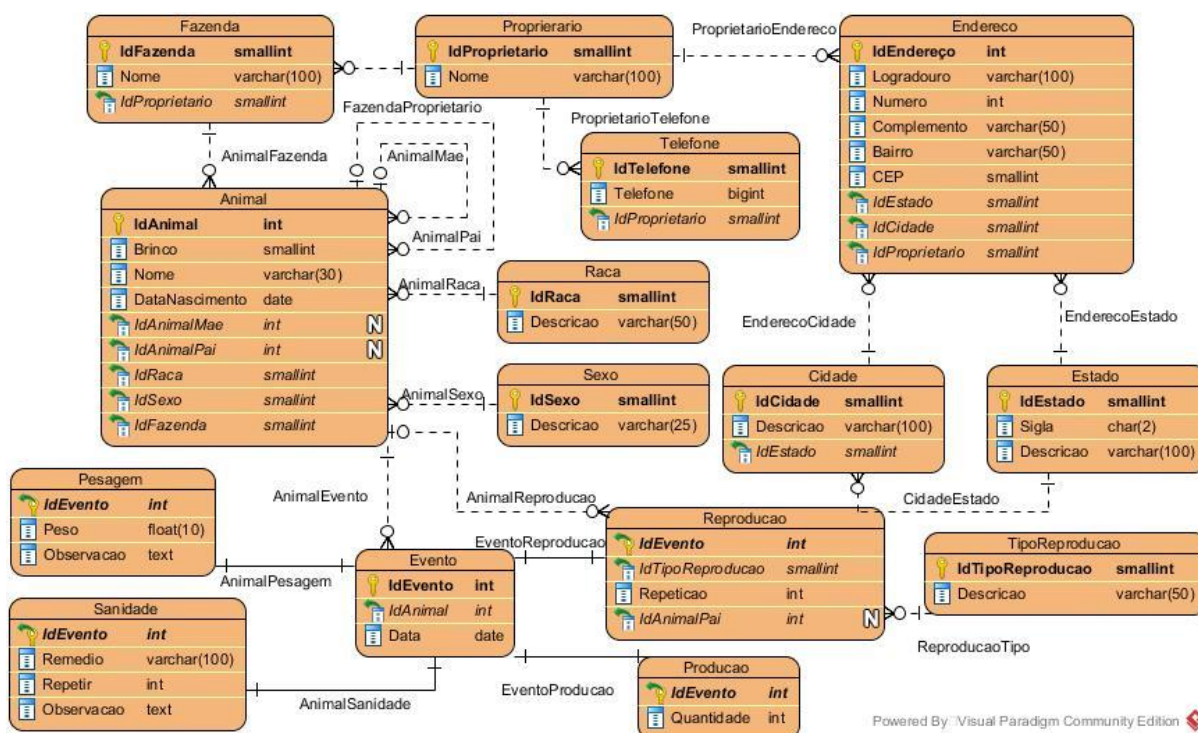 Fazenda
IdFazenda smallint
Nome varchar(100)
IdProprietario smallint
Proprierario
IdProprietario smallint
Nome varchar(100)
ProprietarioEndereco
Endereco
IdEndereço int
Logradouro varchar(100)
Numero int
Complemento varchar(50)
Bairro varchar(50)
CEP smallint
IdEstado smallint
IdCidade smallint
IdProprietario smallint
FazendaProprietario
ProprietarioTelefone
Telefone
IdTelefone smallint
Telefone bigint
IdProprietario smallint
AnimalFazenda
AnimalMae
AnimalPai
Animal
IdAnimal int
Brinco smallint
Nome varchar(30)
DataNascimento date
IdAnimalMae int N
IdAnimalPai int N
IdRaca smallint
IdSexo smallint
IdFazenda smallint
AnimalRaca
Raca
IdRaca smallint
Descricao varchar(50)
AnimalSexo
Sexo
IdSexo smallint
Descricao varchar(25)
EnderecoCidade
EnderecoEstado
Cidade
IdCidade smallint
Descricao varchar(100)
IdEstado smallint
Estado
IdEstado smallint
Sigla char(2)
Descricao varchar(100)
CidadeEstado
Pesagem
IdEvento int
Peso float(10)
Observacao text
AnimalEvento
AnimalReproducao
AnimalPesagem
EventoReproducao
Evento
IdEvento int
IdAnimal int
Data date
Reproducao
IdEvento int
IdTipoReproducao smallint
Repeticao int
IdAnimalPai int N
TipoReproducao
IdTipoReproducao smallint
Descricao varchar(50)
ReproducaoTipo
Sanidade
IdEvento int
Remedio varchar(100)
Repetir int
Observacao text
AnimalSanidade
EventoProducao
Producao
IdEvento int
Quantidade int
Powered By Visual Paradigm Community Edition